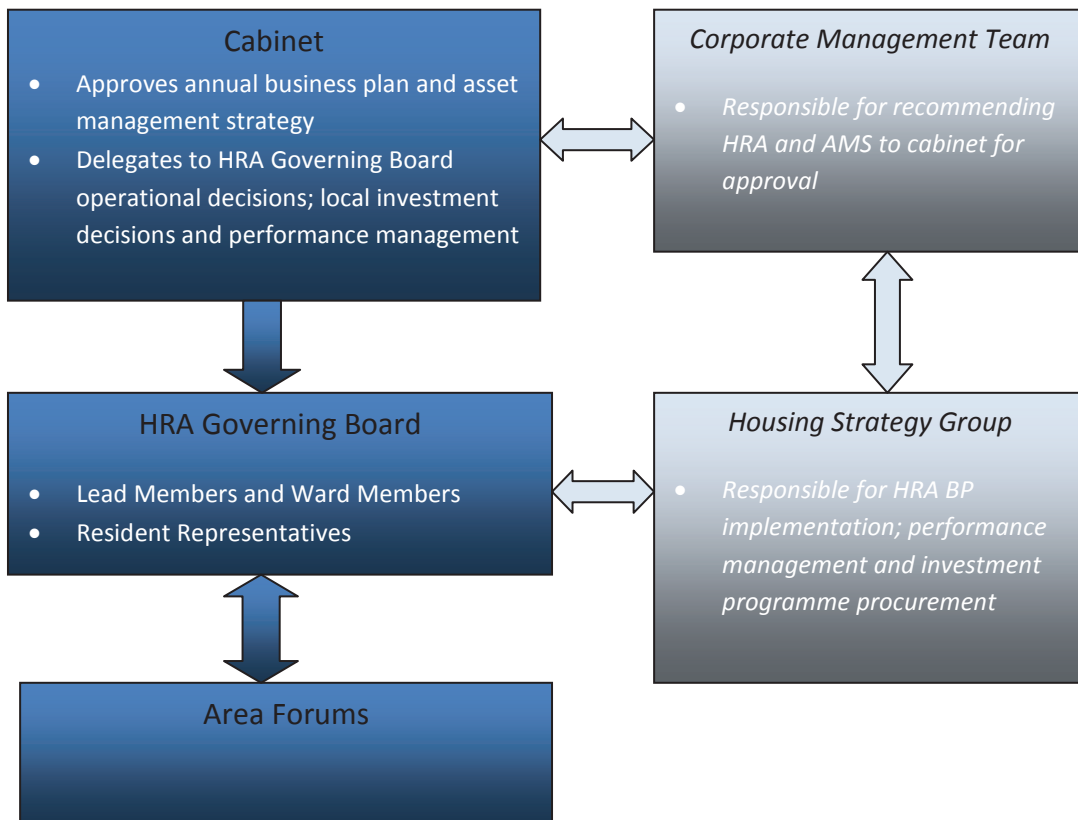 Cabinet
• Approves annual business plan and asset
management strategy
• Delegates to HRA Governing Board
operational decisions; local investment
decisions and performance management
Corporate Management Team
• Responsible for recommending
HRA and AMS to cabinet for
approval
HRA Governing Board
• Lead Members and Ward Members
• Resident Representatives
Housing Strategy Group
• Responsible for HRA BP
implementation; performance
management and investment
programme procurement
Area Forums